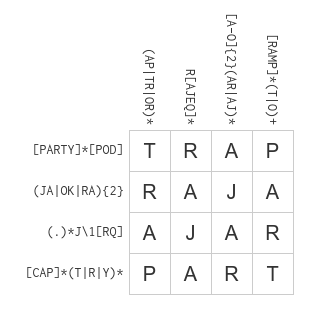 (AP|TR|OR)*
R[AJEQ]*
[A-O]{2}(AR|AJ)*
[RAMP]*(T|O)+
[PARTY]*[POD] T R A P
(JA|OK|RA){2} R A J A
(.)*J\1[RQ] A J A R
[CAP]*(T|R|Y)* P A R T